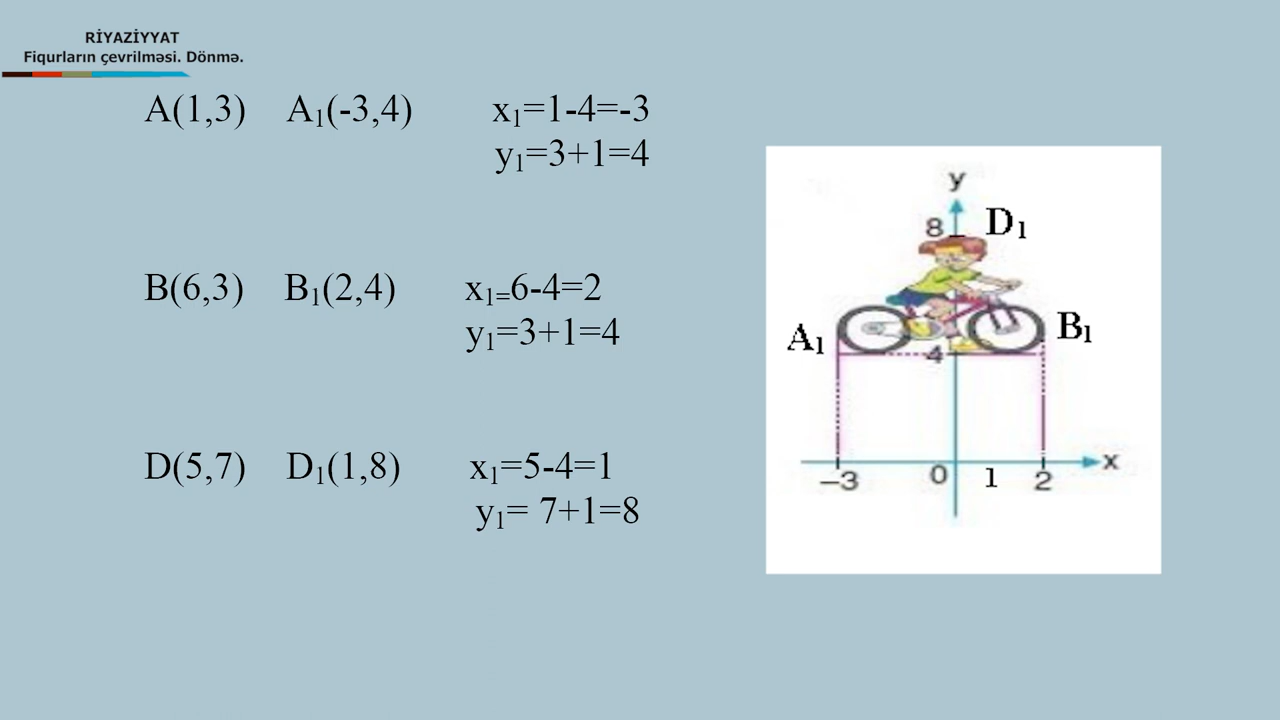 RİYAZİYYAT
Fiqurların çevrilməsi. Dönmə.
A(1,3) A₁(-3,4) x₁=1-4=-3
y₁=3+1=4
B(6,3) B₁(2,4) x₁₌6-4=2
y₁=3+1=4
D(5,7) D₁(1,8) x₁=5-4=1
y₁= 7+1=8
y
8 D₁
A₁ B₁
4
x
–3 0 1 2